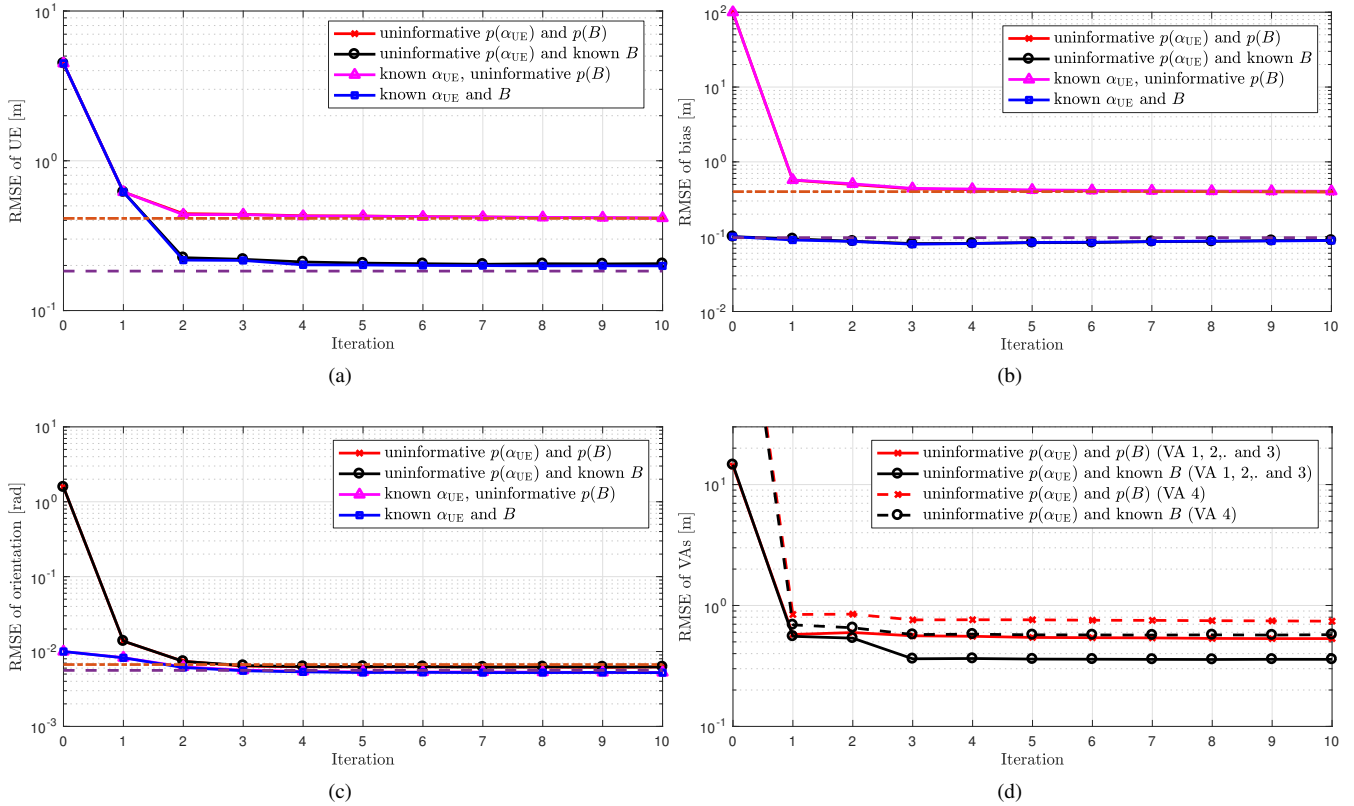 RMSE of UE [m]
10^1
10^0
10^{-1}
uninformative p(α_UE) and p(B)
uninformative p(α_UE) and known B
known α_UE, uninformative p(B)
known α_UE and B
0 1 2 3 4 5 6 7 8 9 10
Iteration
(a)
RMSE of bias [m]
10^2
10^1
10^0
10^{-1}
10^{-2}
uninformative p(α_UE) and p(B)
uninformative p(α_UE) and known B
known α_UE, uninformative p(B)
known α_UE and B
0 1 2 3 4 5 6 7 8 9 10
Iteration
(b)
RMSE of orientation [rad]
10^1
10^0
10^{-1}
10^{-2}
10^{-3}
uninformative p(α_UE) and p(B)
uninformative p(α_UE) and known B
known α_UE, uninformative p(B)
known α_UE and B
0 1 2 3 4 5 6 7 8 9 10
Iteration
(c)
RMSE of VAs [m]
10^1
10^0
10^{-1}
uninformative p(α_UE) and p(B) (VA 1, 2,. and 3)
uninformative p(α_UE) and known B (VA 1, 2,. and 3)
uninformative p(α_UE) and p(B) (VA 4)
uninformative p(α_UE) and known B (VA 4)
0 1 2 3 4 5 6 7 8 9 10
Iteration
(d)